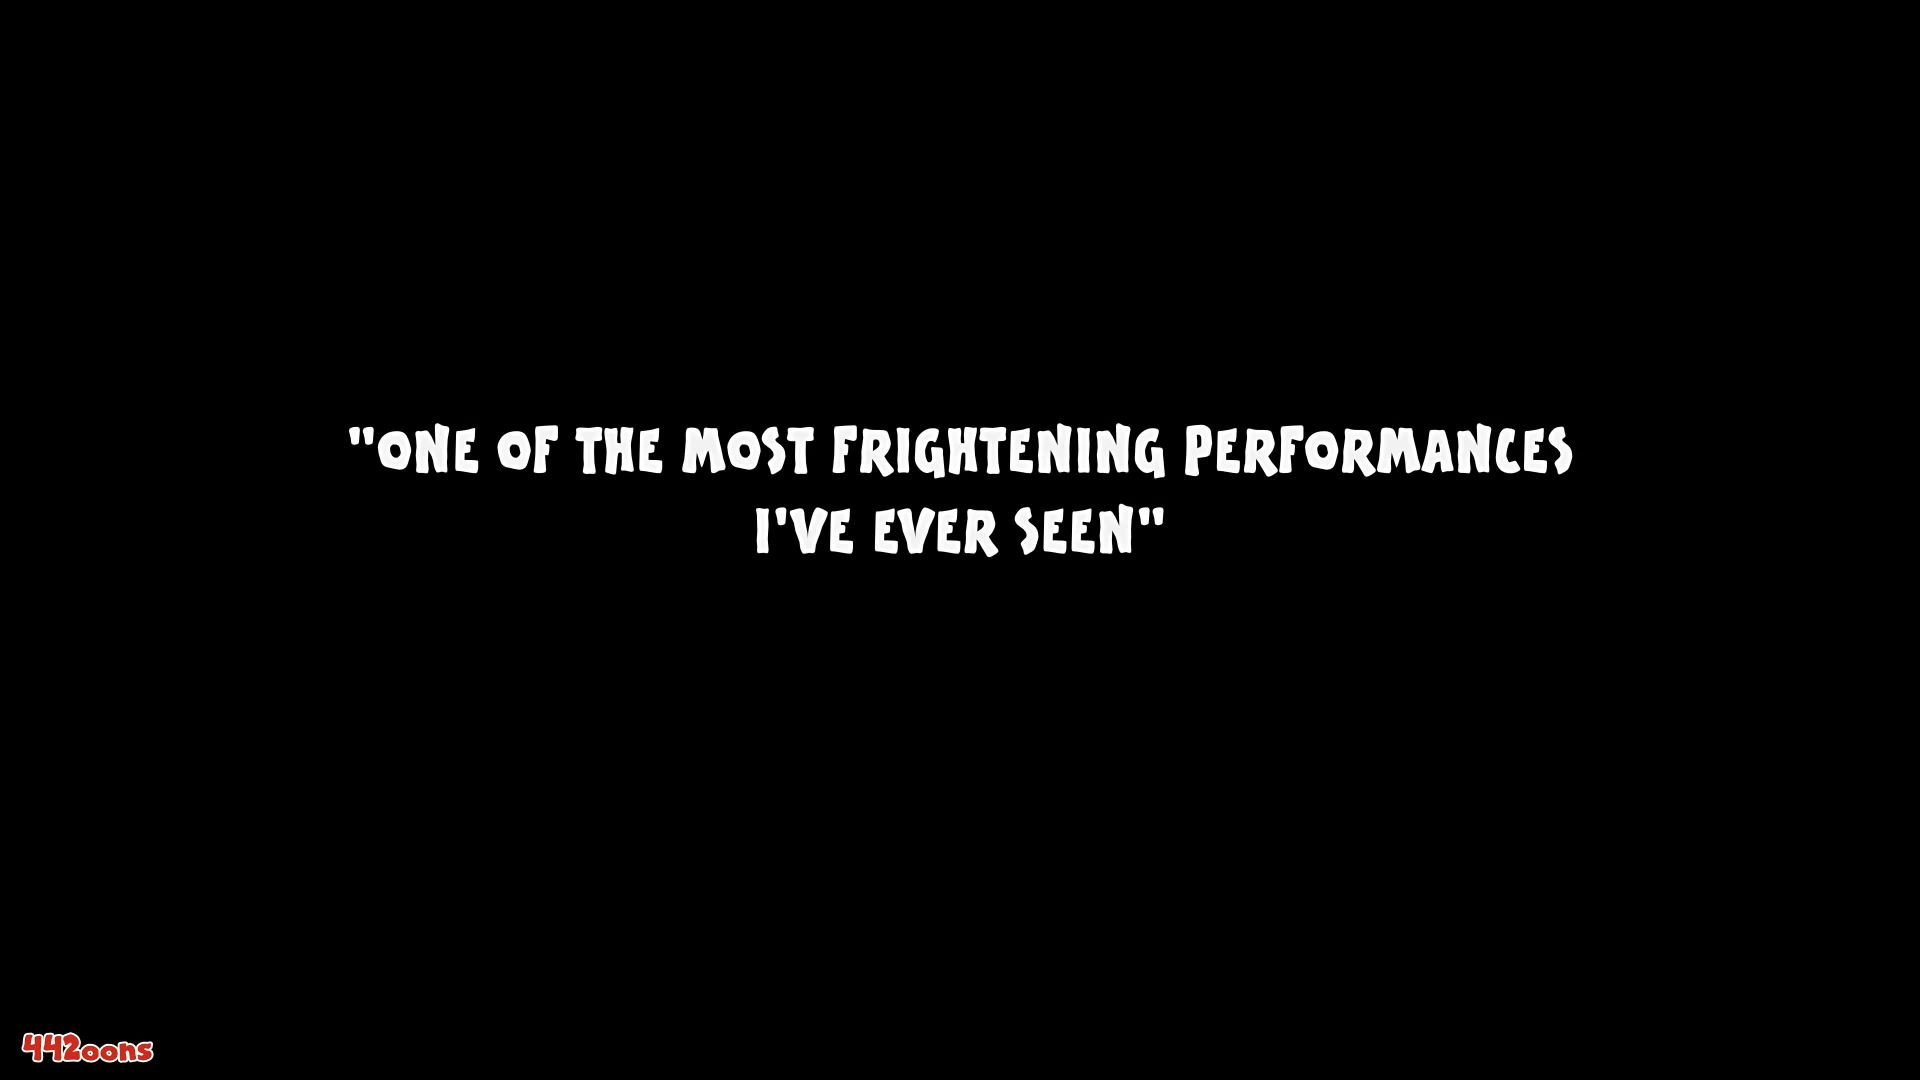 "ONE OF THE MOST FRIGHTENING PERFORMANCES
I'VE EVER SEEN"
442oons